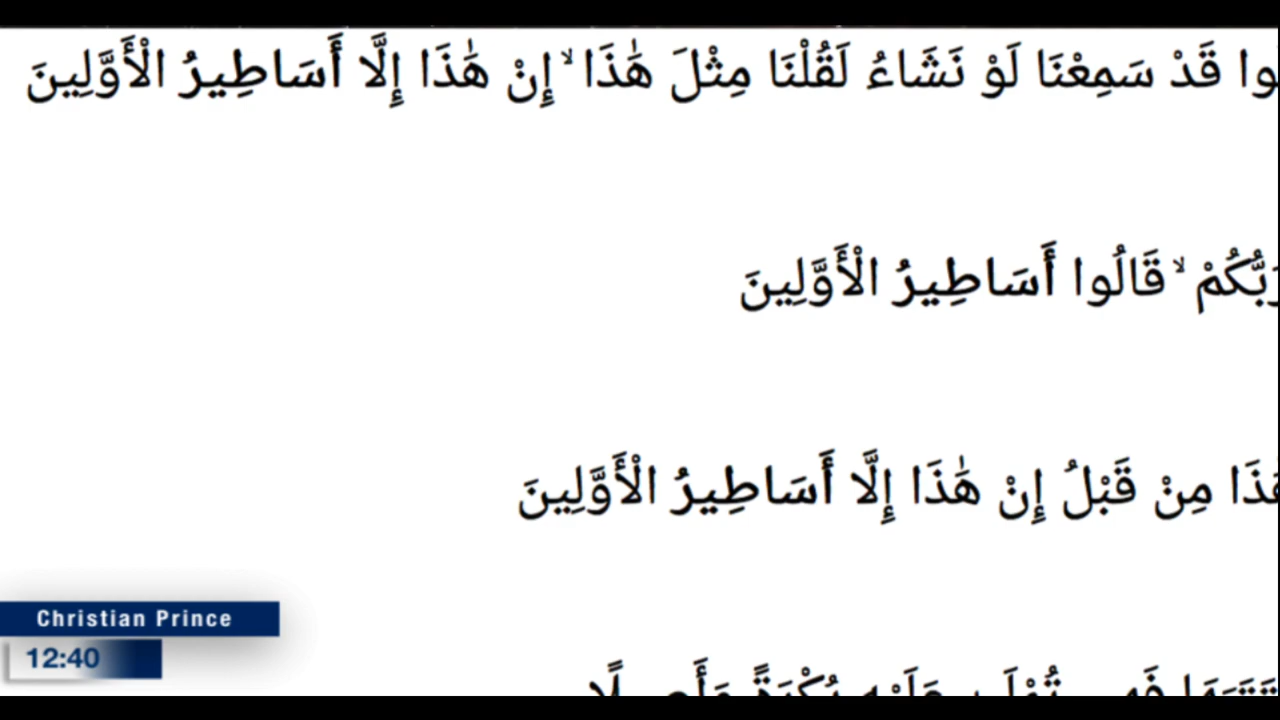 قَدْ سَمِعْنَا لَوْ نَشَاءُ لَقُلْنَا مِثْلَ هَٰذَا ۙ إِنْ هَٰذَا إِلَّا أَسَاطِيرُ الْأَوَّلِينَ
رَبُّكُمْ ۙ قَالُوا أَسَاطِيرُ الْأَوَّلِينَ
هَٰذَا مِنْ قَبْلُ إِنْ هَٰذَا إِلَّا أَسَاطِيرُ الْأَوَّلِينَ
Christian Prince
12:40